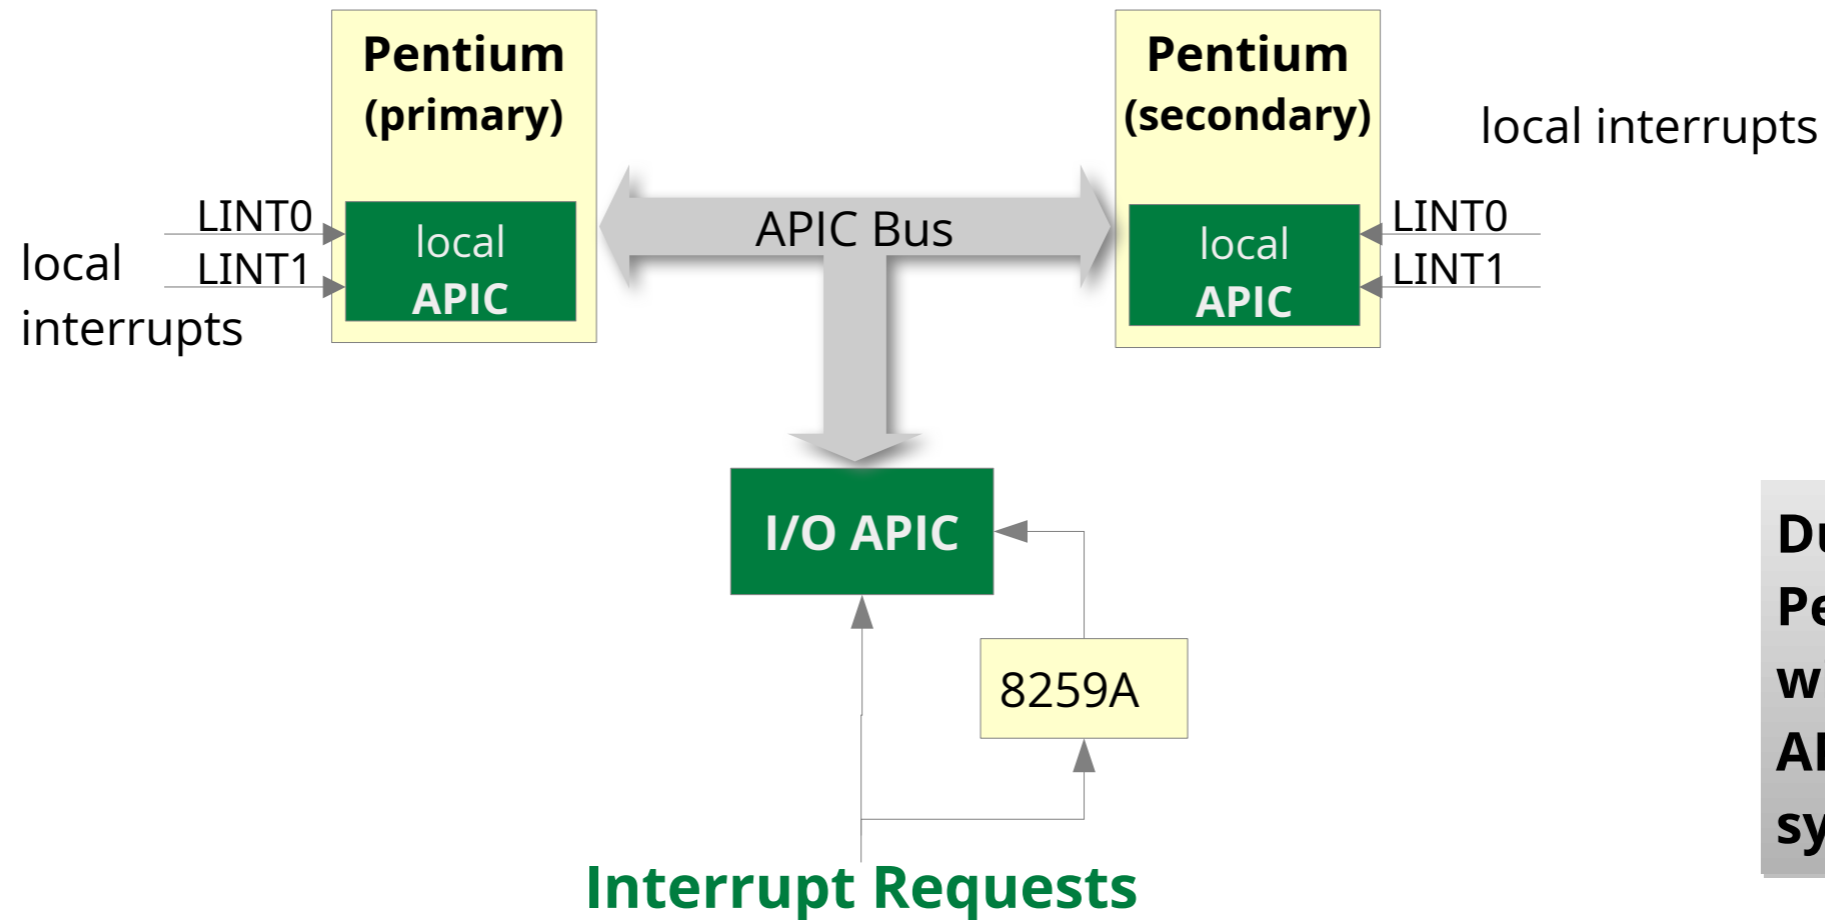 Pentium
(primary)
Pentium
(secondary)
local interrupts
LINT0
LINT1
local
interrupts
local
APIC
APIC Bus
local
APIC
LINT0
LINT1
I/O APIC
8259A
Interrupt Requests